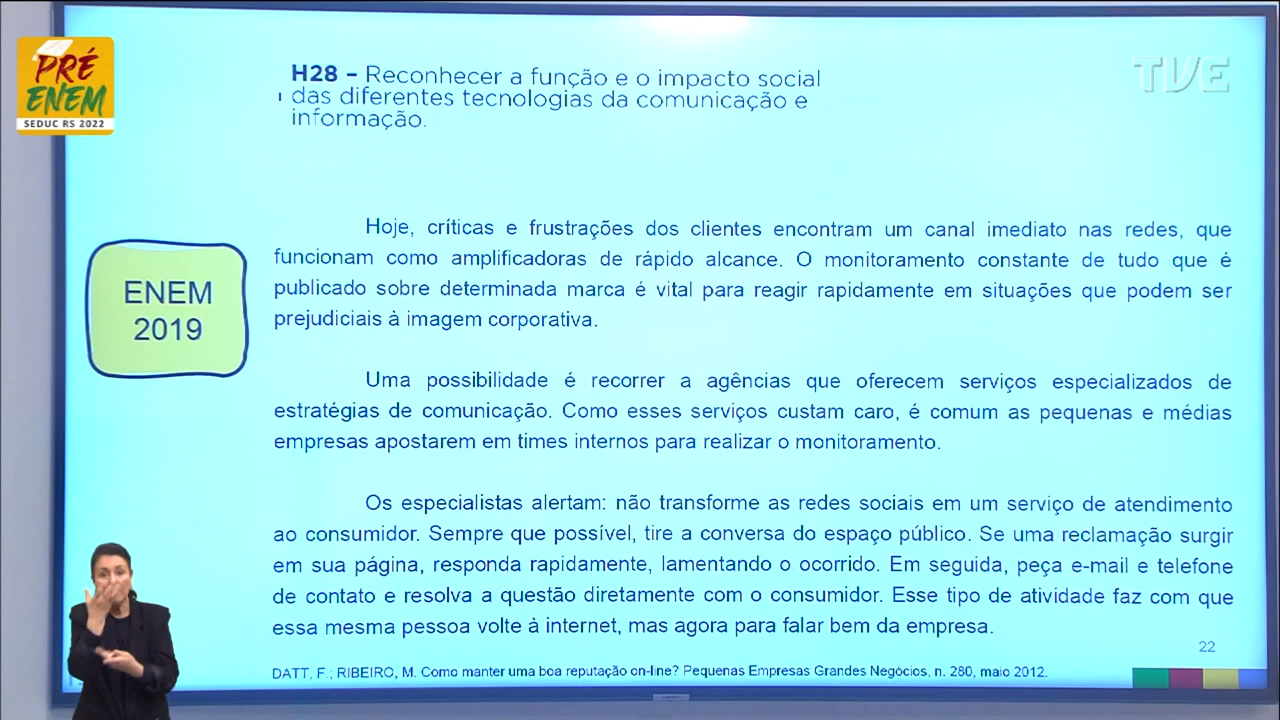 PRÉ
ENEM
SEDUC RS 2022
TVE
H28 – Reconhecer a função e o impacto social
das diferentes tecnologias da comunicação e
informação.
ENEM
2019
Hoje, críticas e frustrações dos clientes encontram um canal imediato nas redes, que
funcionam como amplificadoras de rápido alcance. O monitoramento constante de tudo que é
publicado sobre determinada marca é vital para reagir rapidamente em situações que podem ser
prejudiciais à imagem corporativa.
Uma possibilidade é recorrer a agências que oferecem serviços especializados de
estratégias de comunicação. Como esses serviços custam caro, é comum as pequenas e médias
empresas apostarem em times internos para realizar o monitoramento.
Os especialistas alertam: não transforme as redes sociais em um serviço de atendimento
ao consumidor. Sempre que possível, tire a conversa do espaço público. Se uma reclamação surgir
em sua página, responda rapidamente, lamentando o ocorrido. Em seguida, peça e-mail e telefone
de contato e resolva a questão diretamente com o consumidor. Esse tipo de atividade faz com que
essa mesma pessoa volte à internet, mas agora para falar bem da empresa.
22
DATT, F.; RIBEIRO, M. Como manter uma boa reputação on-line? Pequenas Empresas Grandes Negócios, n. 280, maio 2012.